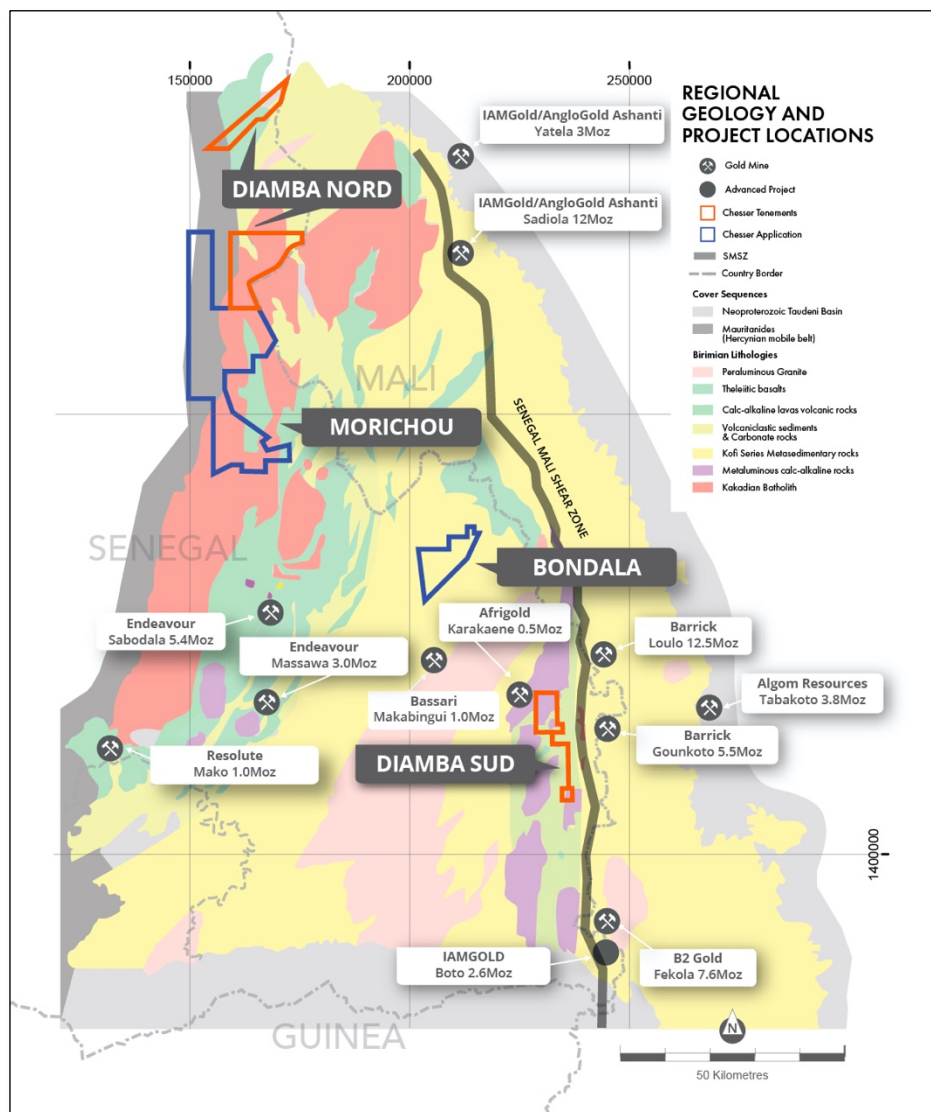 150000
200000
250000
REGIONAL
GEOLOGY AND
PROJECT LOCATIONS
Gold Mine
Advanced Project
Chesser Tenements
Chesser Application
SMSZ
Country Border
Cover Sequences
Neoproterozoic Taudeni Basin
Mauritanides
(Hercynian mobile belt)
Birimian Lithologies
Peraluminous Granite
Theleiitic basalts
Calc-alkaline lavas volcanic rocks
Volcaniclastic sediments
& Carbonate rocks
Kofi Series Metasedimentary rocks
Metaluminous calc-alkaline rocks
Kakadian Batholith
IAMGold/AngloGold Ashanti
Yatela 3Moz
DIAMBA NORD
IAMGold/AngloGold Ashanti
Sadiola 12Moz
MALI
MORICHOU
SENEGAL MALI SHEAR ZONE
SENEGAL
BONDALA
Endeavour
Sabodala 5.4Moz
Afrigold
Karakaene 0.5Moz
Barrick
Loulo 12.5Moz
Endeavour
Massawa 3.0Moz
Bassari
Makabingui 1.0Moz
Algom Resources
Tabakoto 3.8Moz
Barrick
Gounkoto 5.5Moz
Resolute
Mako 1.0Moz
DIAMBA SUD
1400000
IAMGOLD
Boto 2.6Moz
B2 Gold
Fekola 7.6Moz
GUINEA
N
50 Kilometres